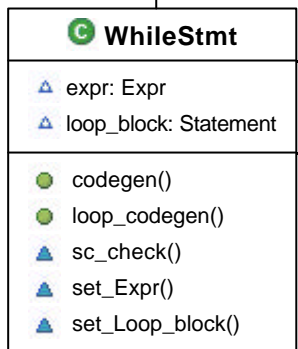 C WhileStmt
expr: Expr
loop_block: Statement
codegen()
loop_codegen()
sc_check()
set_Expr()
set_Loop_block()